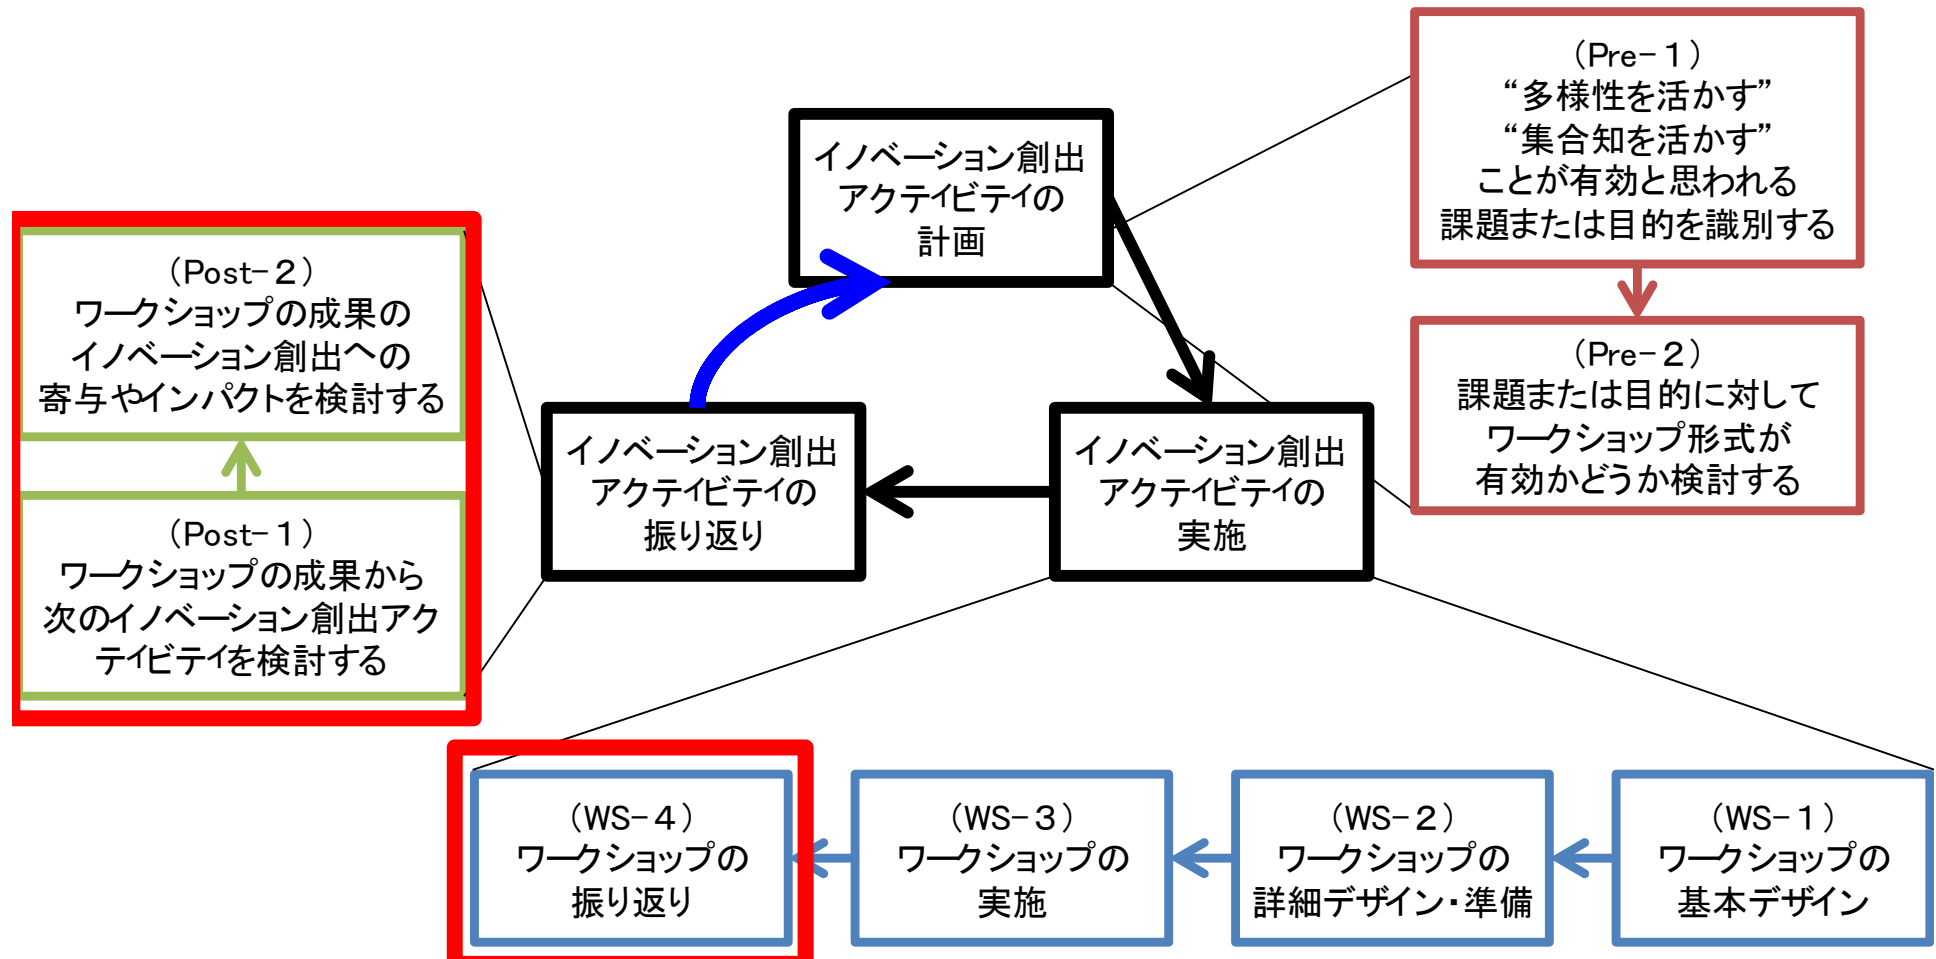 (Pre-1)
“多様性を活かす”
“集合知を活かす”
ことが有効と思われる
課題または目的を識別する
イノベーション創出
アクテイビテイの
計画
(Post-2)
ワークショップの成果の
イノベーション創出への
寄与やインパクトを検討する
(Pre-2)
課題または目的に対して
ワークショップ形式が
有効かどうか検討する
イノベーション創出
アクテイビテイの
振り返り
イノベーション創出
アクテイビテイの
実施
(Post-1)
ワークショップの成果から
次のイノベーション創出アク
テイビテイを検討する
(WS-4)
ワークショップの
振り返り
(WS-3)
ワークショップの
実施
(WS-2)
ワークショップの
詳細デザイン・準備
(WS-1)
ワークショップの
基本デザイン